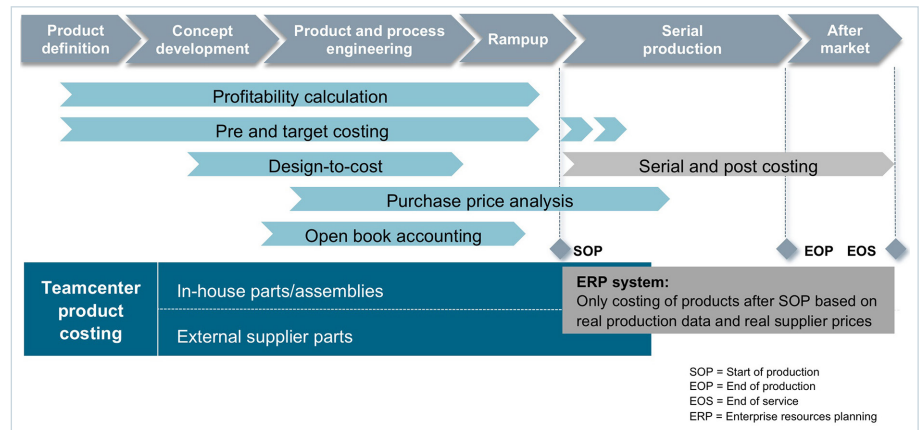 Product
definition
Concept
development
Product and process
engineering
Rampup
Serial
production
After
market
Profitability calculation
Pre and target costing
Design-to-cost
Serial and post costing
Purchase price analysis
Open book accounting
SOP
EOP
EOS
Teamcenter
product
costing
In-house parts/assemblies
External supplier parts
ERP system:
Only costing of products after SOP based on
real production data and real supplier prices
SOP = Start of production
EOP = End of production
EOS = End of service
ERP = Enterprise resources planning